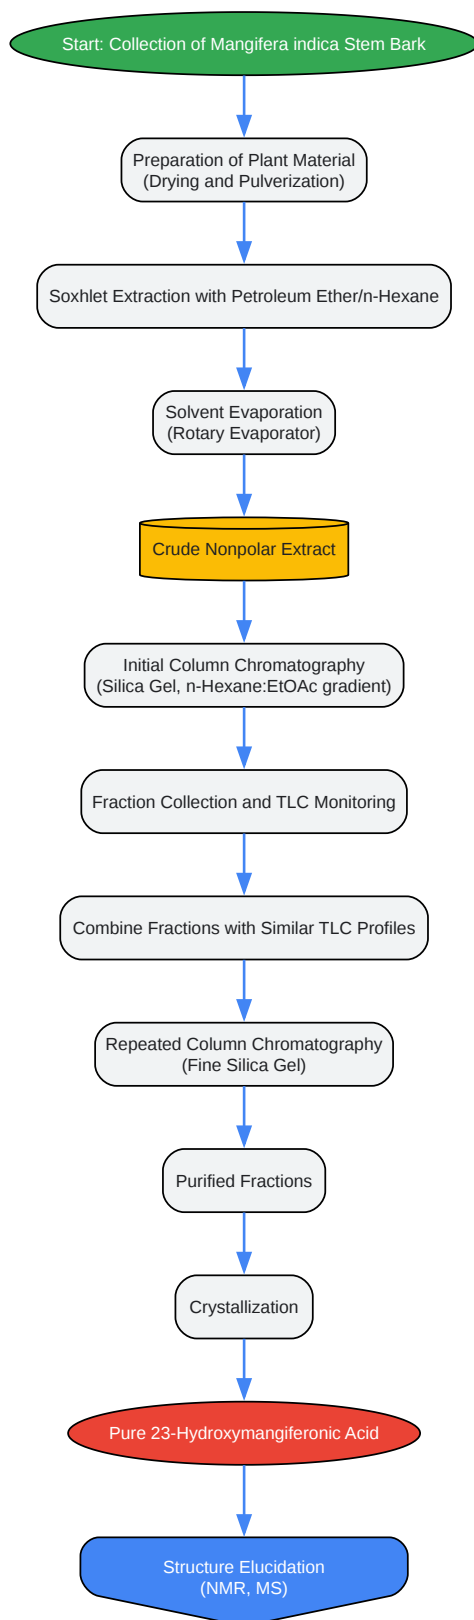 Start: Collection of Mangifera indica Stem Bark
Preparation of Plant Material
(Drying and Pulverization)
Soxhlet Extraction with Petroleum Ether/n-Hexane
Solvent Evaporation
(Rotary Evaporator)
Crude Nonpolar Extract
Initial Column Chromatography
(Silica Gel, n-Hexane:EtOAc gradient)
Fraction Collection and TLC Monitoring
Combine Fractions with Similar TLC Profiles
Repeated Column Chromatography
(Fine Silica Gel)
Purified Fractions
Crystallization
Pure 23-Hydroxymangiferonic Acid
Structure Elucidation
(NMR, MS)